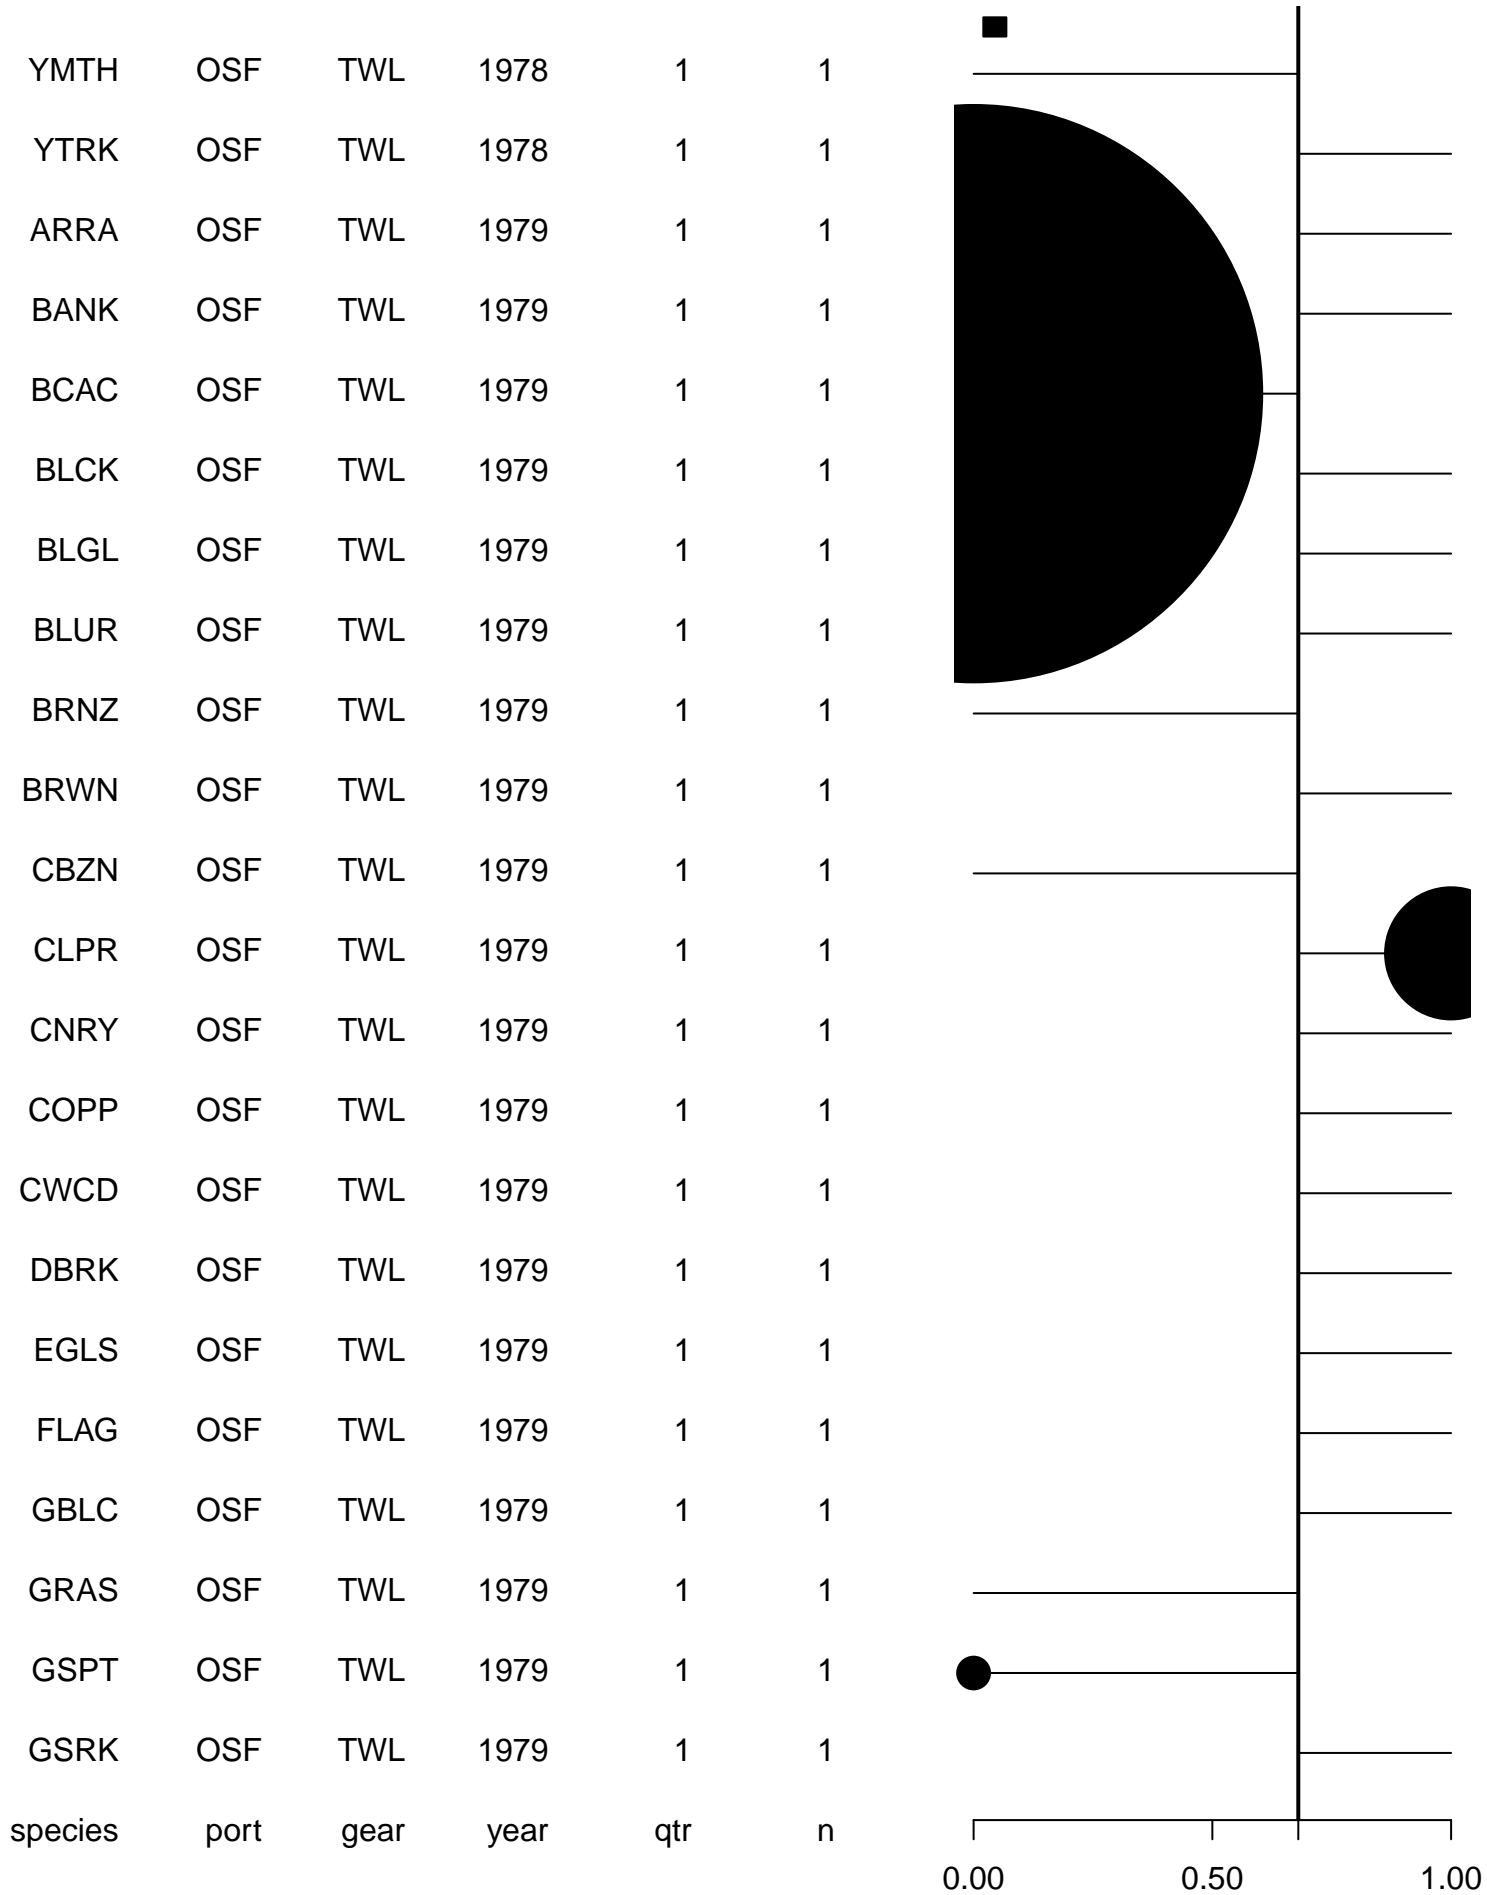 YMTH OSF TWL 1978 1 1
YTRK OSF TWL 1978 1 1
ARRA OSF TWL 1979 1 1
BANK OSF TWL 1979 1 1
BCAC OSF TWL 1979 1 1
BLCK OSF TWL 1979 1 1
BLGL OSF TWL 1979 1 1
BLUR OSF TWL 1979 1 1
BRNZ OSF TWL 1979 1 1
BRWN OSF TWL 1979 1 1
CBZN OSF TWL 1979 1 1
CLPR OSF TWL 1979 1 1
CNRY OSF TWL 1979 1 1
COPP OSF TWL 1979 1 1
CWCD OSF TWL 1979 1 1
DBRK OSF TWL 1979 1 1
EGLS OSF TWL 1979 1 1
FLAG OSF TWL 1979 1 1
GBLC OSF TWL 1979 1 1
GRAS OSF TWL 1979 1 1
GSPT OSF TWL 1979 1 1
GSRK OSF TWL 1979 1 1
species port gear year qtr n
0.00 0.50 1.00